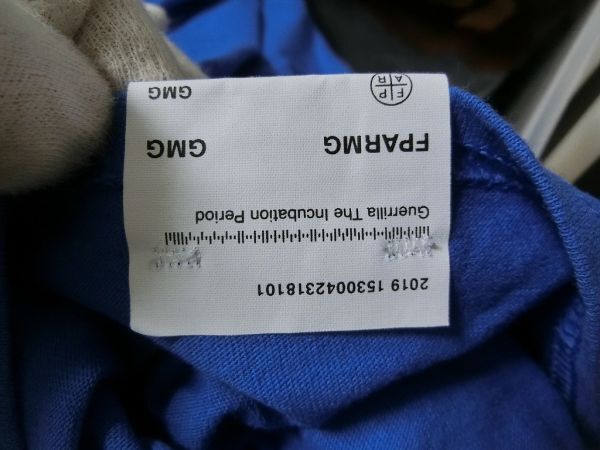 2019 1530042318101
Guerrilla The Incubation Period
FPARMG GMG
F P
A R
GMG